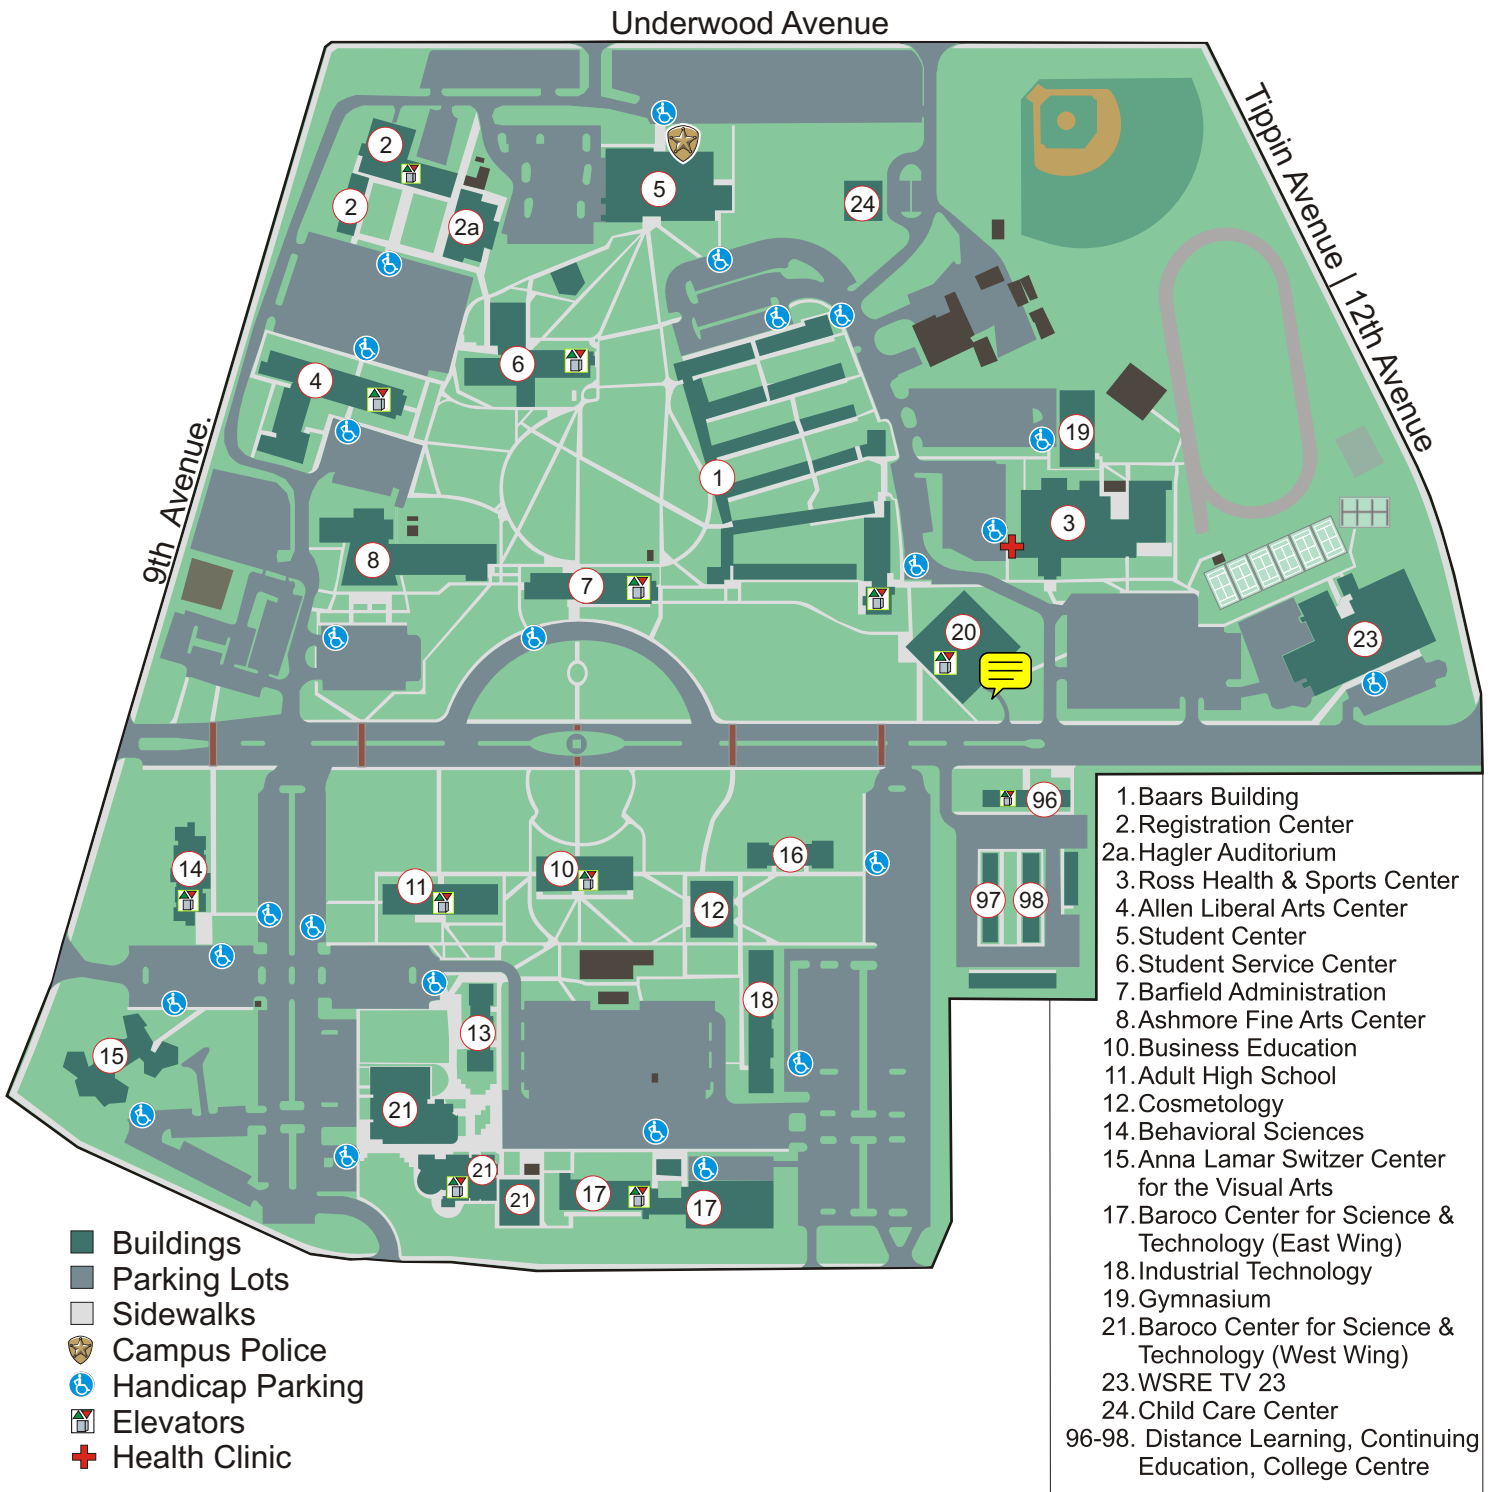 Underwood Avenue
Tippin Avenue | 12th Avenue
9th Avenue.
2
2
2a
5
24
6
4
1
19
3
8
7
20
23
14
11
10
16
12
96
97
98
18
13
15
21
21
21
17
17
1. Baars Building
2. Registration Center
2a. Hagler Auditorium
3. Ross Health & Sports Center
4. Allen Liberal Arts Center
5. Student Center
6. Student Service Center
7. Barfield Administration
8. Ashmore Fine Arts Center
10. Business Education
11. Adult High School
12. Cosmetology
14. Behavioral Sciences
15. Anna Lamar Switzer Center
for the Visual Arts
17. Baroco Center for Science &
Technology (East Wing)
18. Industrial Technology
19. Gymnasium
21. Baroco Center for Science &
Technology (West Wing)
23. WSRE TV 23
24. Child Care Center
96-98. Distance Learning, Continuing
Education, College Centre
Buildings
Parking Lots
Sidewalks
Campus Police
Handicap Parking
Elevators
Health Clinic